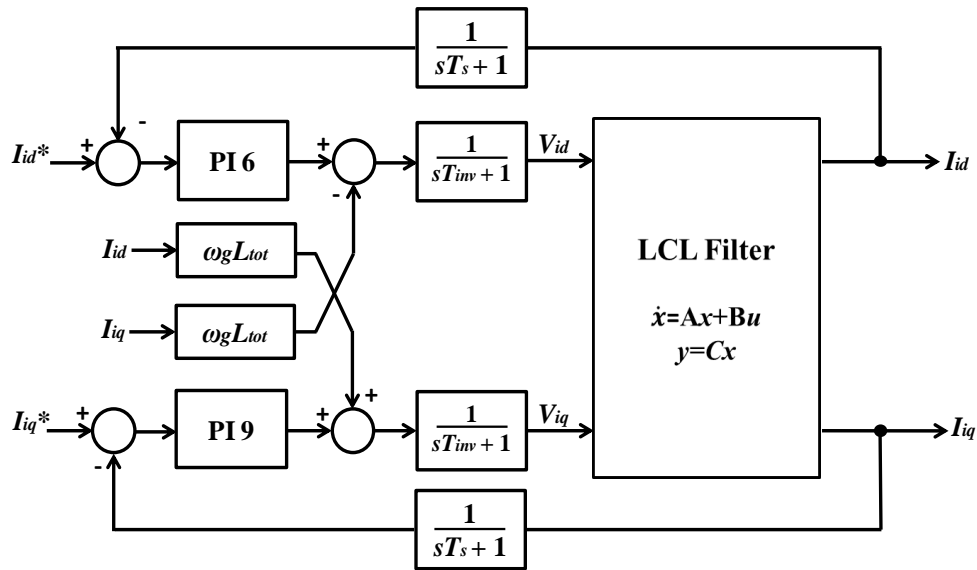 1
sTs + 1
-
+
Iid*
PI 6
+
-
1
sTinv + 1
Vid
Iid
LCL Filter
ẋ=Ax+Bu
y=Cx
Iid
ωgLtot
Iiq
ωgLtot
Iiq*
+
-
PI 9
+
+
1
sTinv + 1
Viq
Iiq
1
sTs + 1